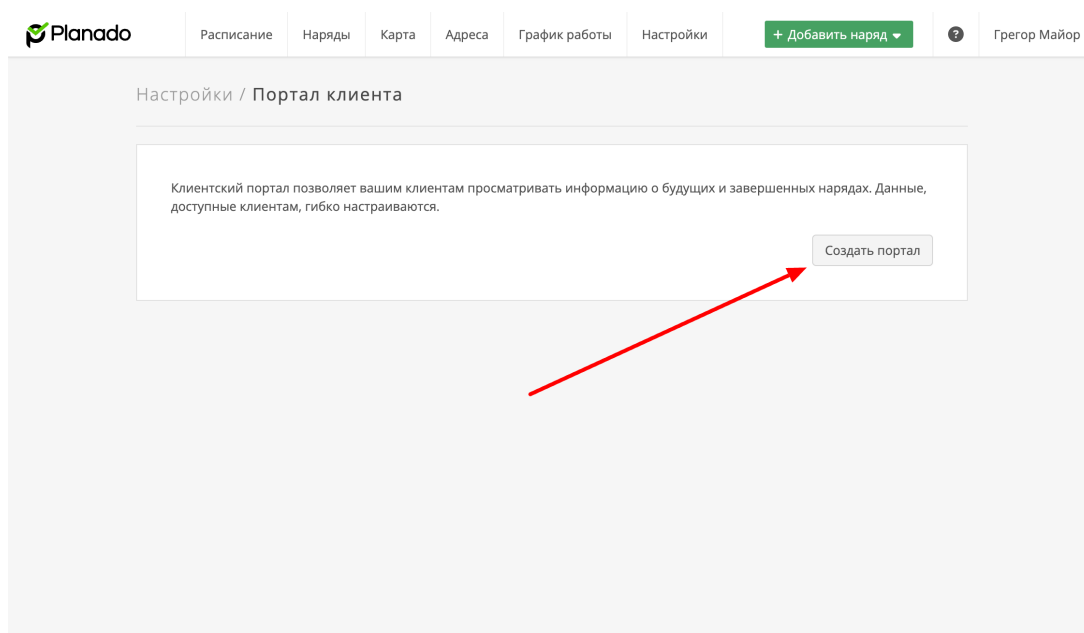 Planado
Расписание Наряды Карта Адреса График работы Настройки + Добавить наряд ? Грегор Майор
Настройки / Портал клиента
Клиентский портал позволяет вашим клиентам просматривать информацию о будущих и завершенных нарядах. Данные,
доступные клиентам, гибко настраиваются.
Создать портал